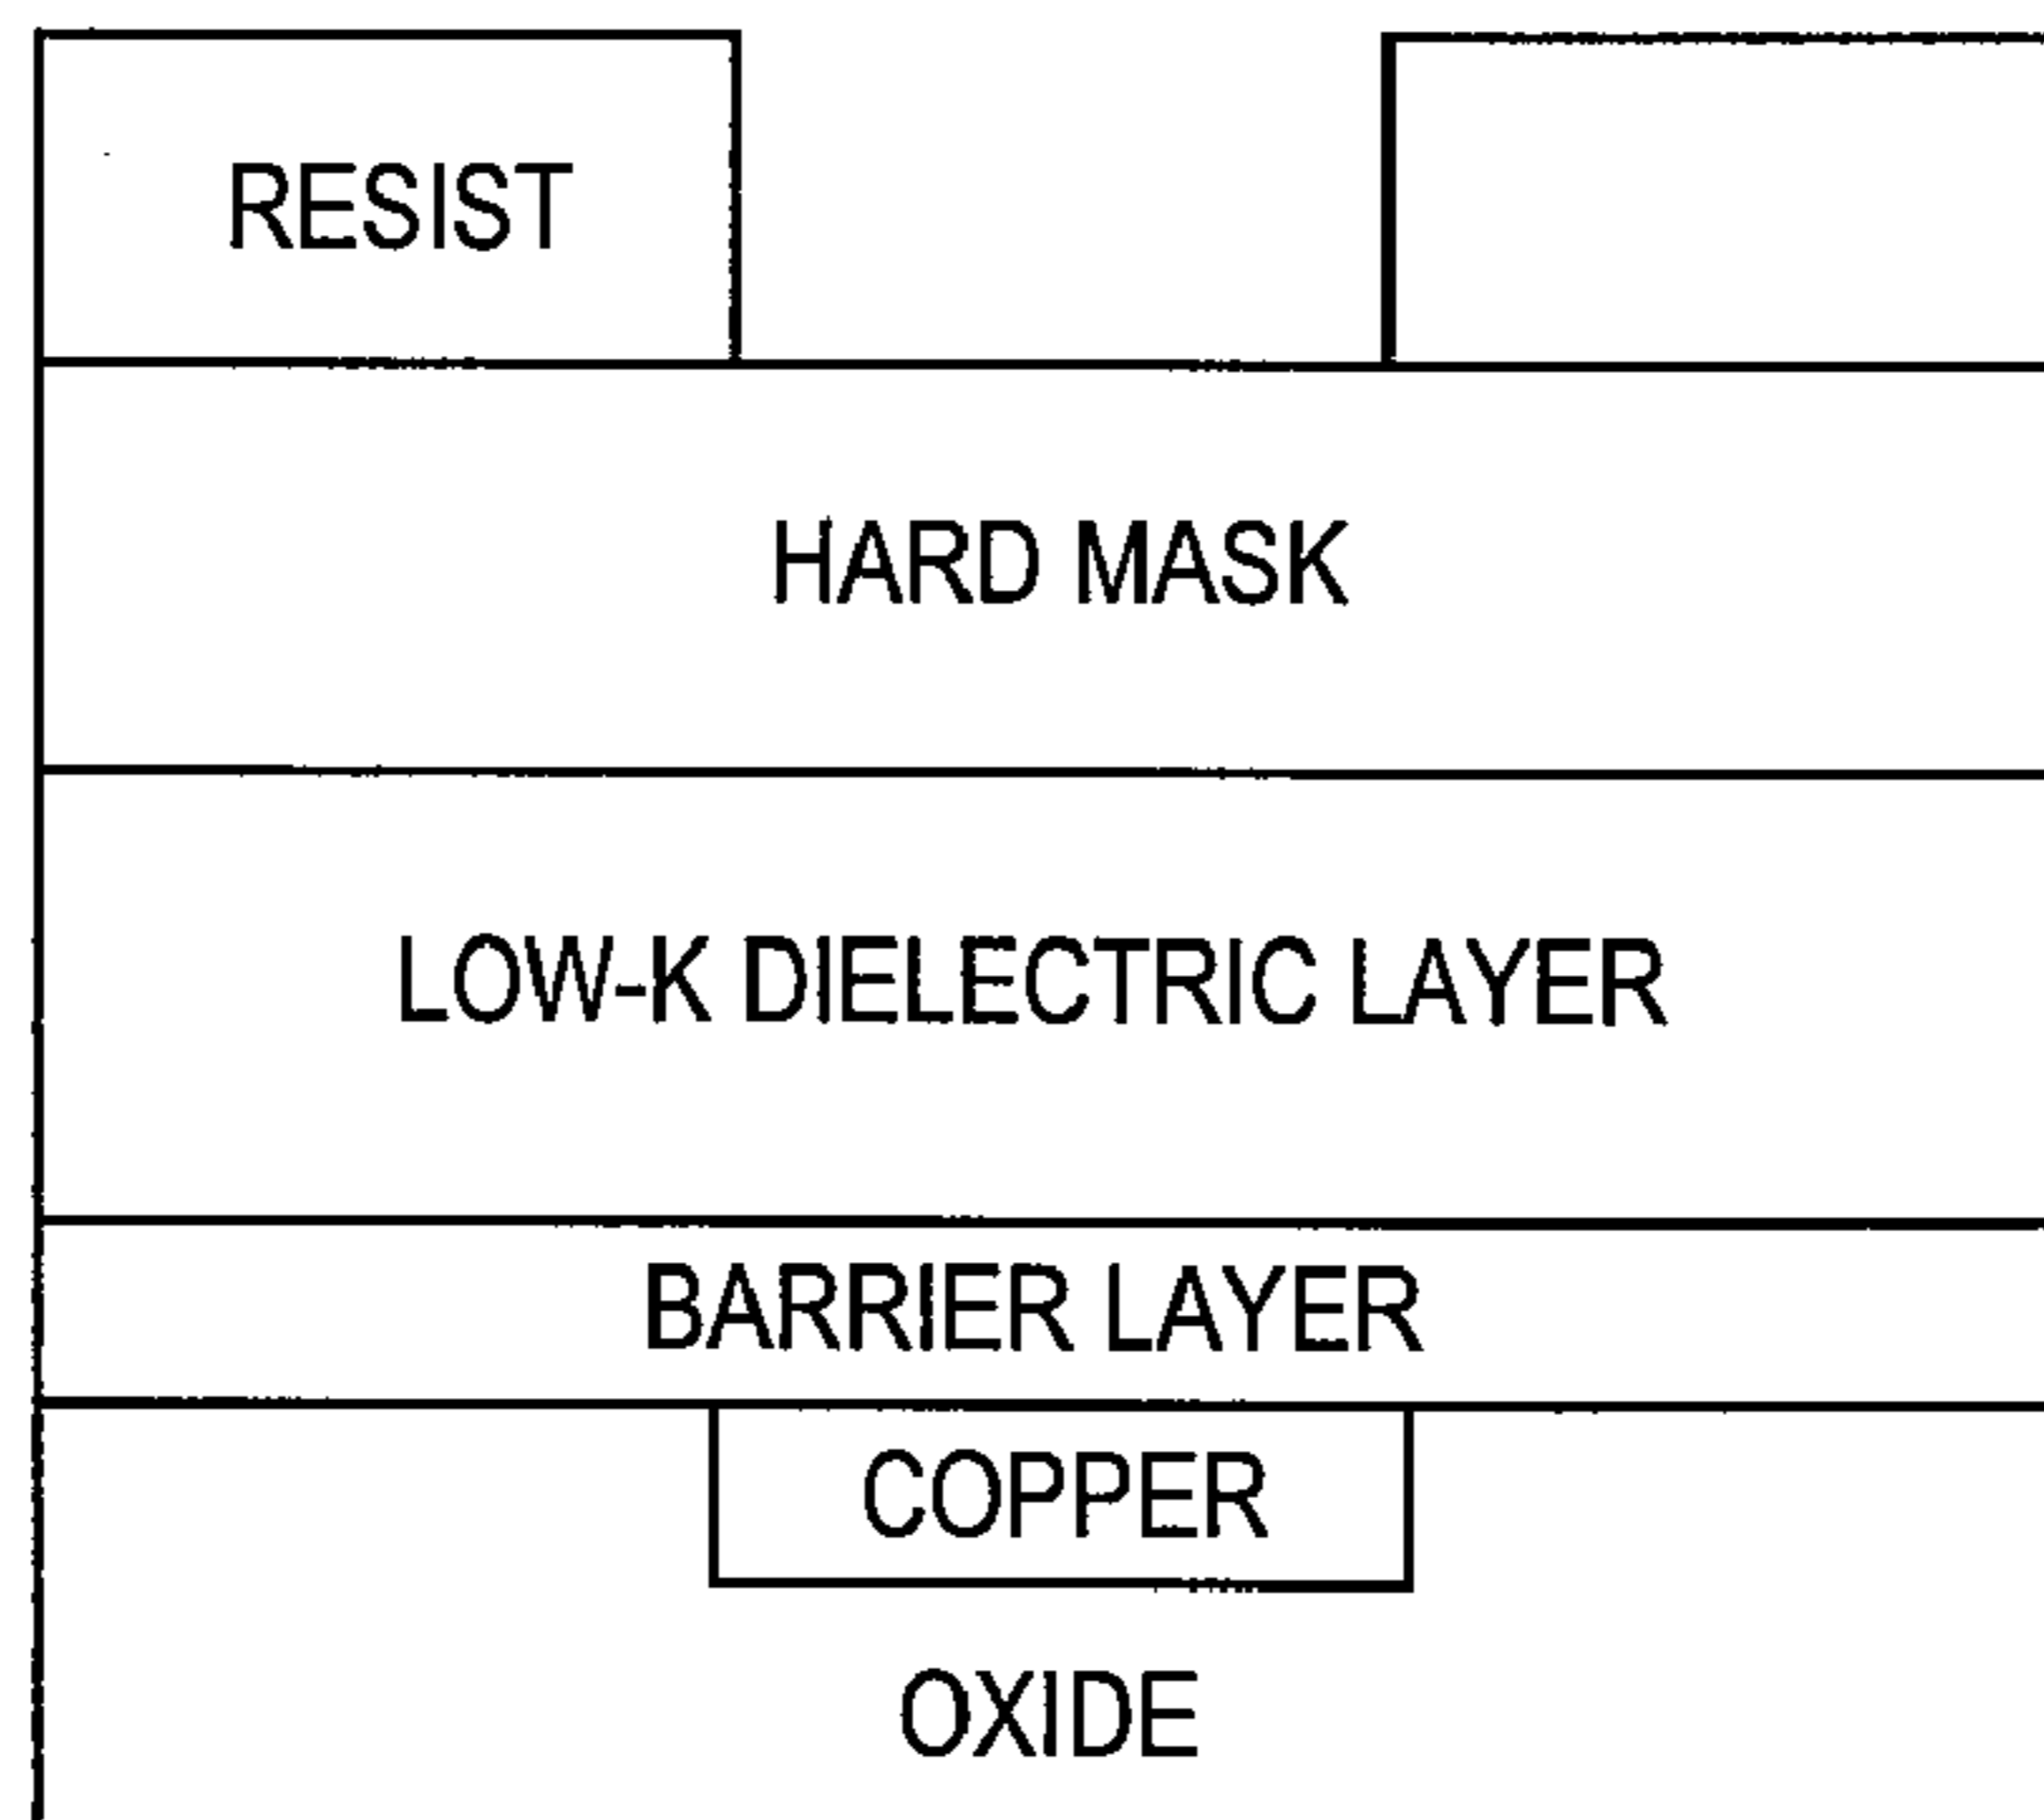 RESIST
HARD MASK
LOW-K DIELECTRIC LAYER
BARRIER LAYER
COPPER
OXIDE